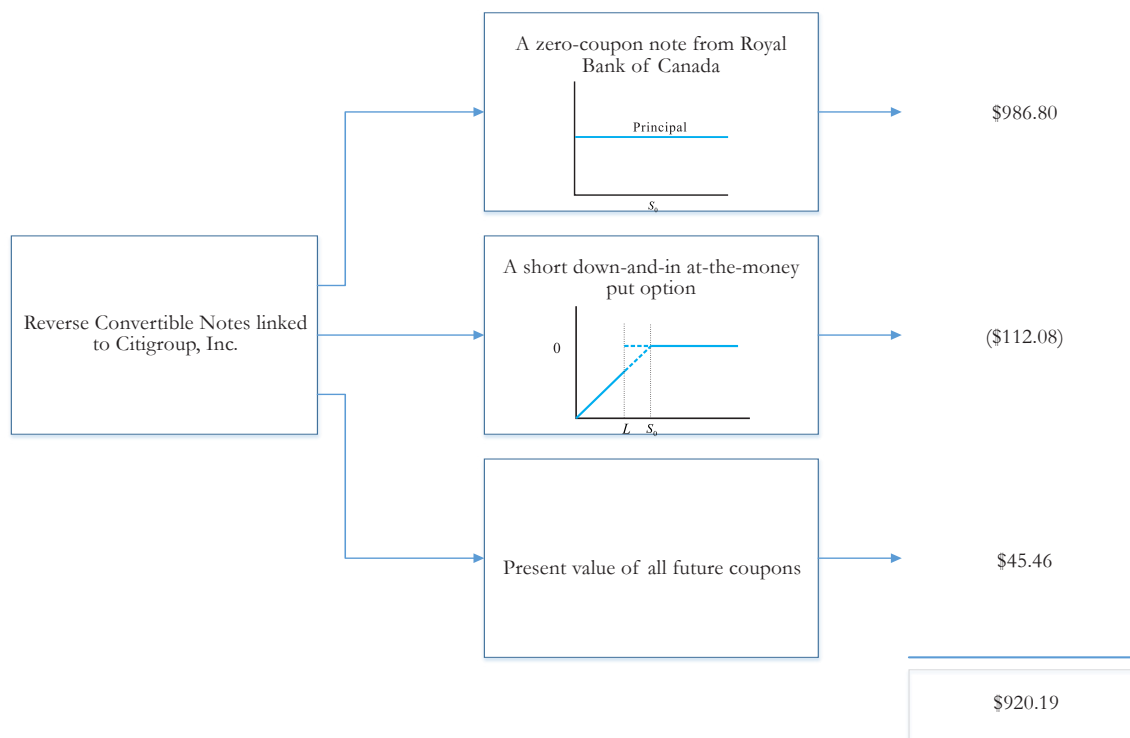 A zero-coupon note from Royal
Bank of Canada
Principal
S₀
$986.80
Reverse Convertible Notes linked
to Citigroup, Inc.
A short down-and-in at-the-money
put option
0
L S₀
($112.08)
Present value of all future coupons
$45.46
$920.19